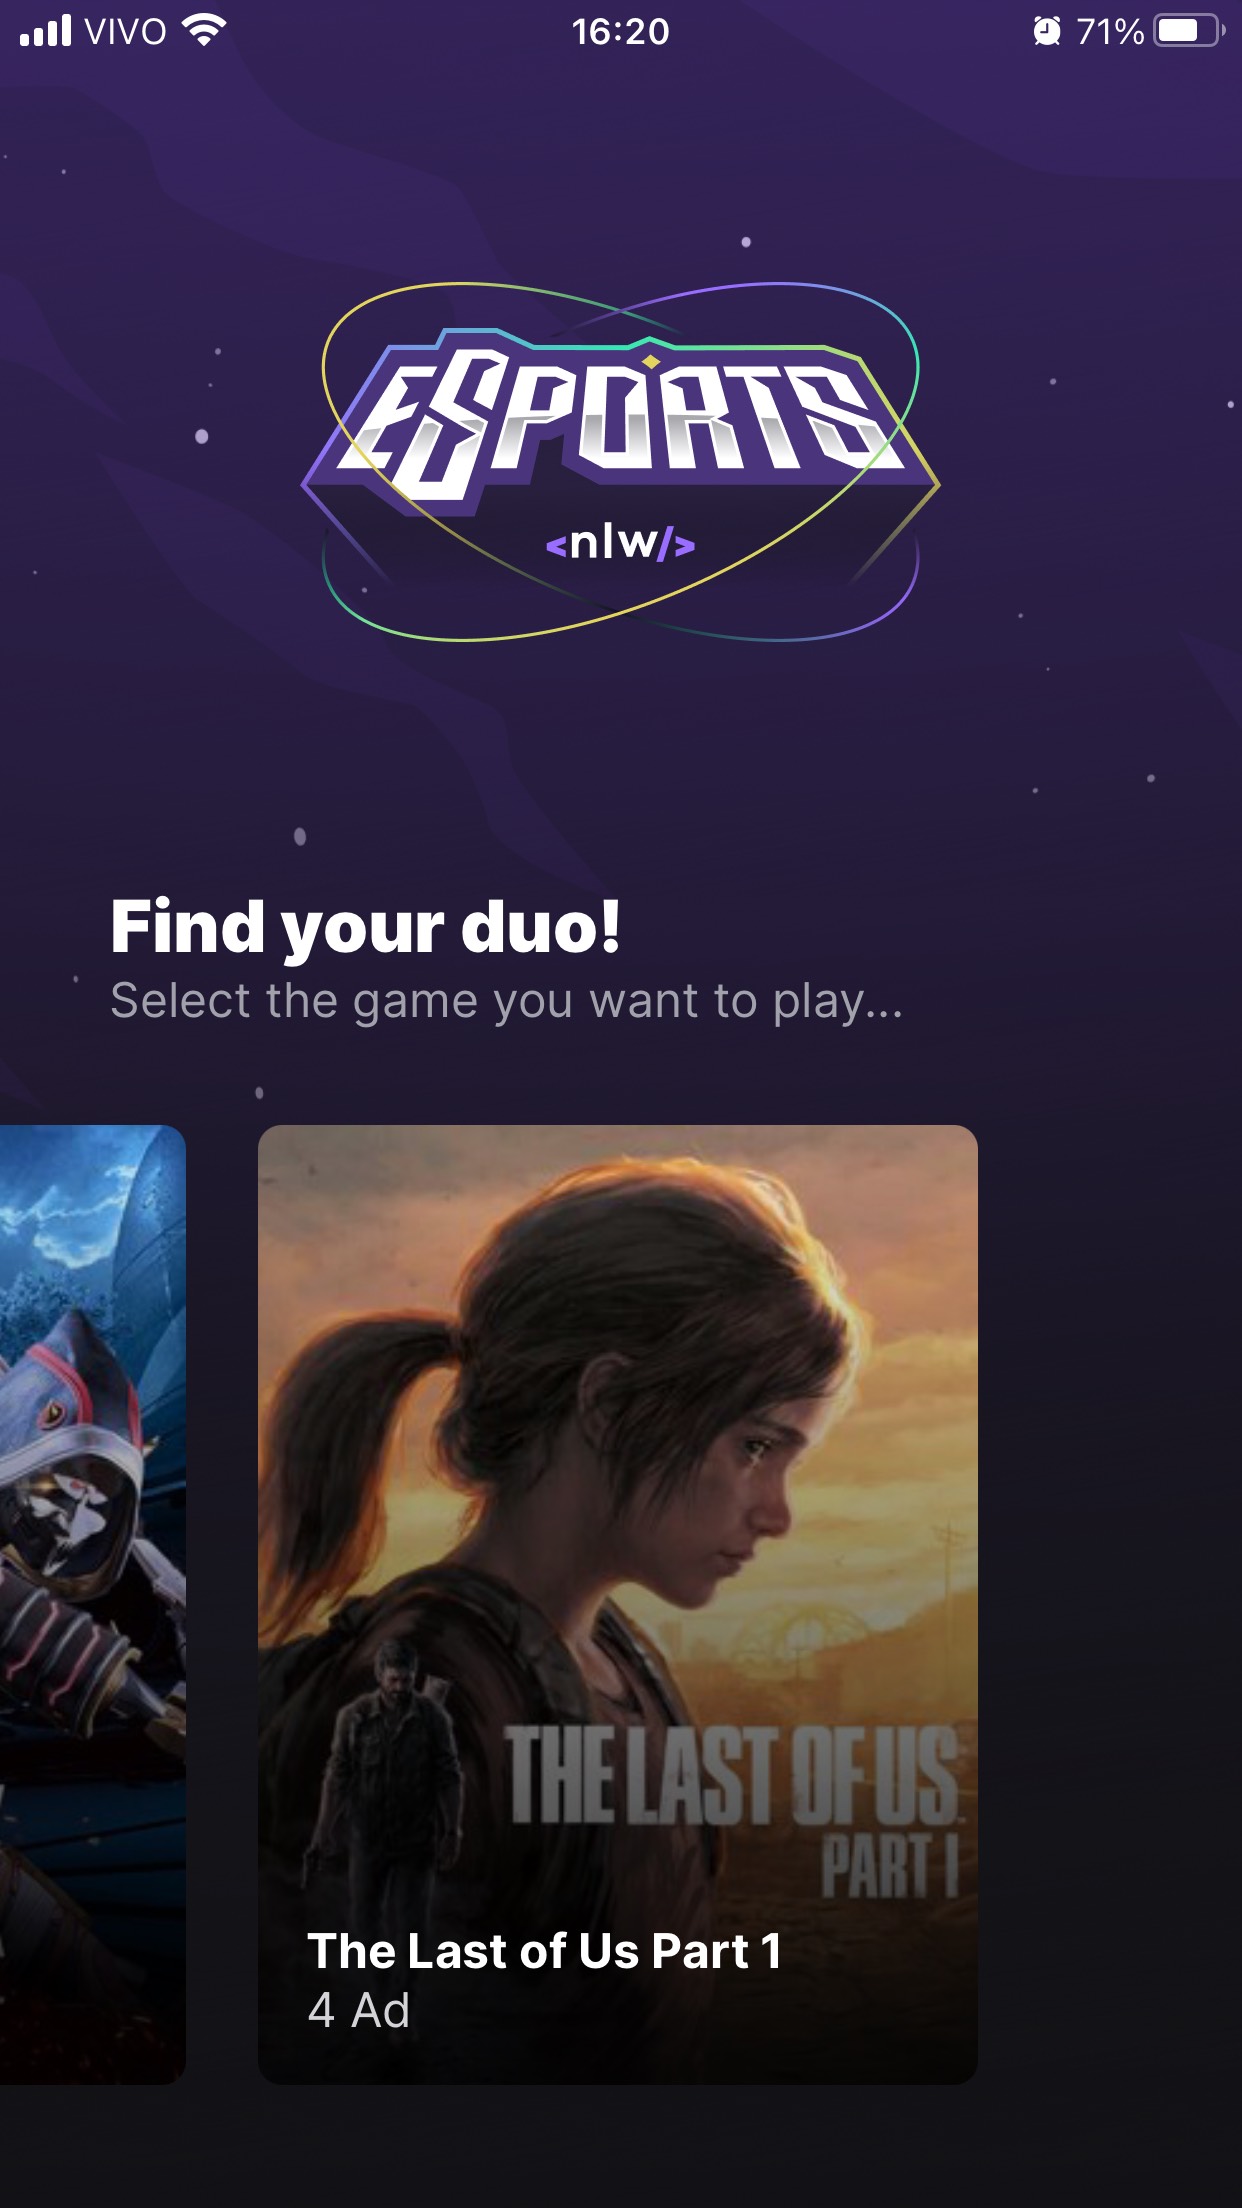 VIVO 16:20 71%
ESPORTS
<nlw/>
Find your duo!
Select the game you want to play...
THE LAST OF US
PART I
The Last of Us Part 1
4 Ad